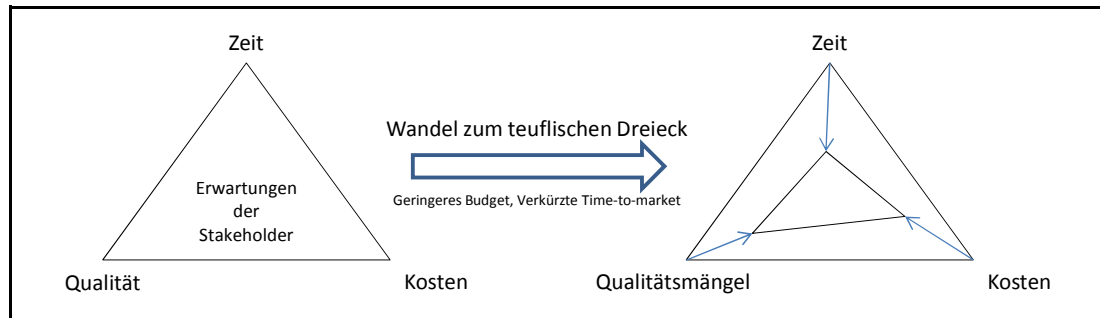 Zeit
Erwartungen
der
Stakeholder
Qualität
Kosten
Wandel zum teuflischen Dreieck
Geringeres Budget, Verkürzte Time-to-market
Zeit
Qualitätsmängel
Kosten